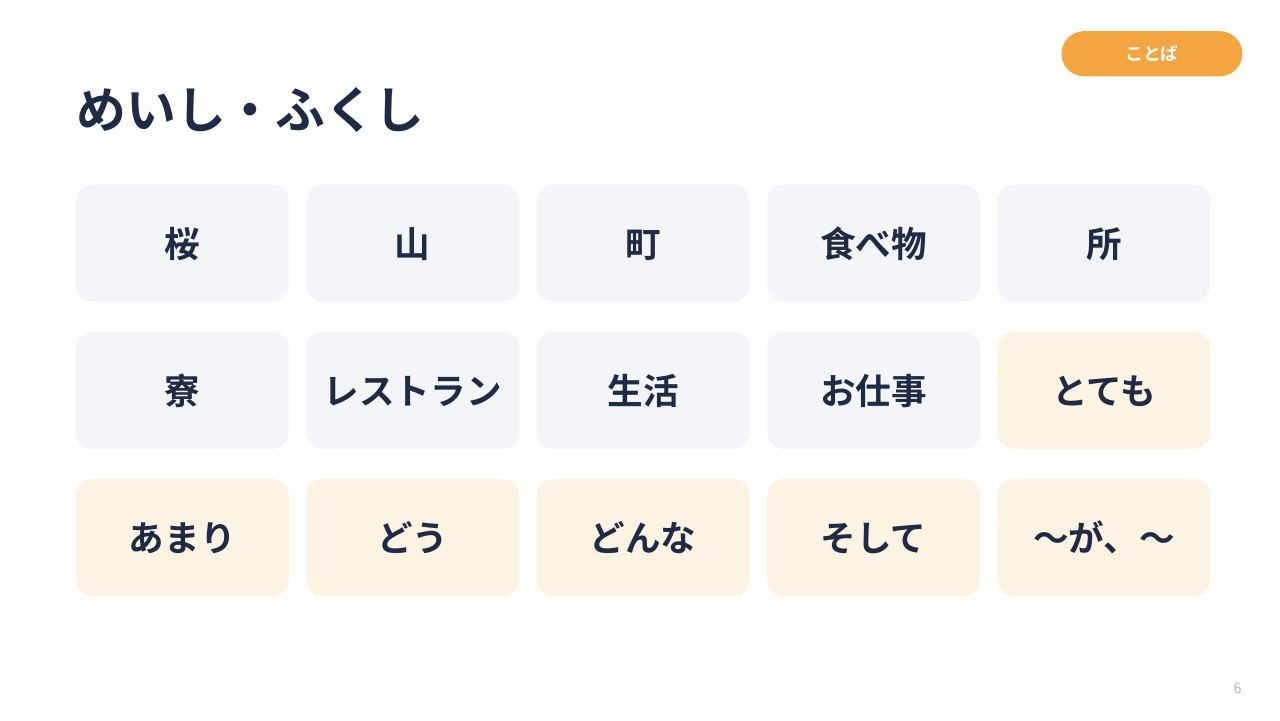 ことば
めいし・ふくし
桜
山
町
食べ物
所
寮
レストラン
生活
お仕事
とても
あまり
どう
どんな
そして
～が、～
6